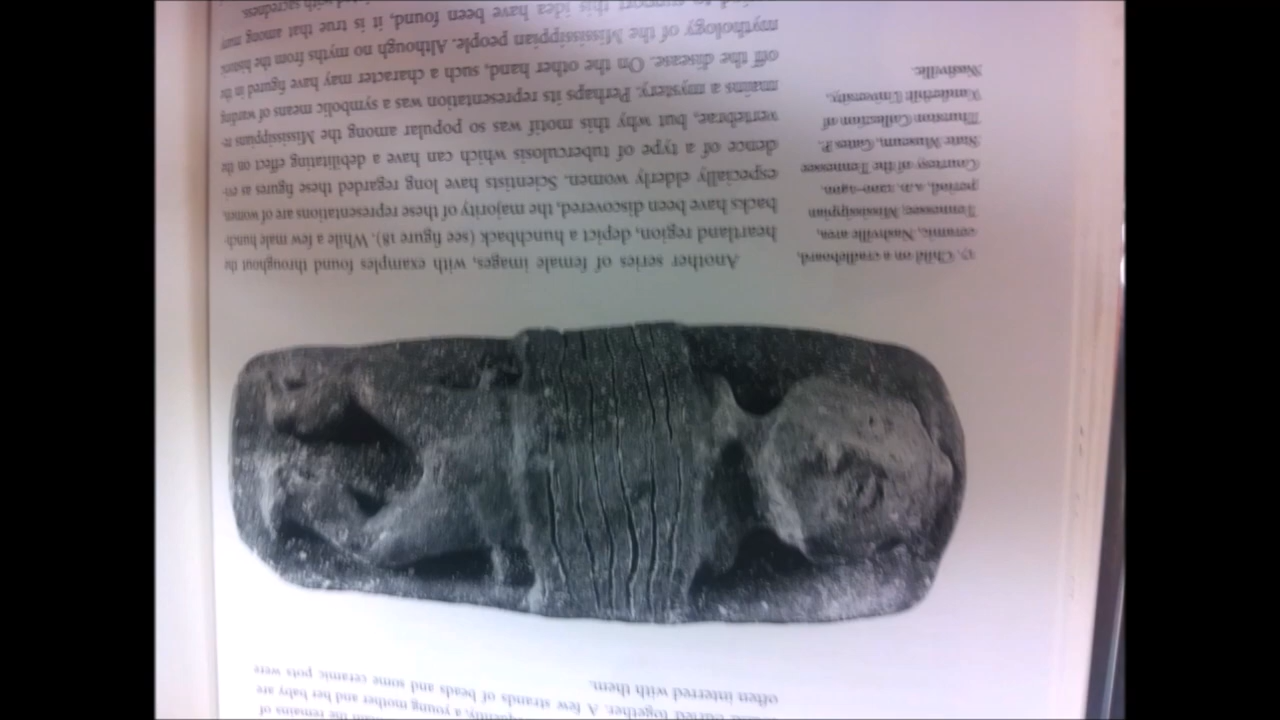 often interred with them.
buried together. A few strands of beads and some ceramic pots were
a young mother and her baby are
the remains of
17. Child on a cradleboard,
ceramic, Nashville area,
Tennessee, Mississippian
period, A.D. 1200–1400.
Courtesy of the Tennessee
State Museum, Gates P.
Thurston Collection of
Vanderbilt University,
Nashville.
Another series of female images, with examples found throughout the
heartland region, depict a hunchback (see figure 18). While a few male hunch-
backs have been discovered, the majority of these representations are of women,
especially elderly women. Scientists have long regarded these figures as evi-
dence of a type of tuberculosis which can have a debilitating effect on the
vertebrae, but why this motif was so popular among the Mississippians re-
mains a mystery. Perhaps its representation was a symbolic means of warding
off the disease. On the other hand, such a character may have figured in the
mythology of the Mississippian people. Although no myths from the historic
to support this idea have been found, it is true that among many
with sacredness.